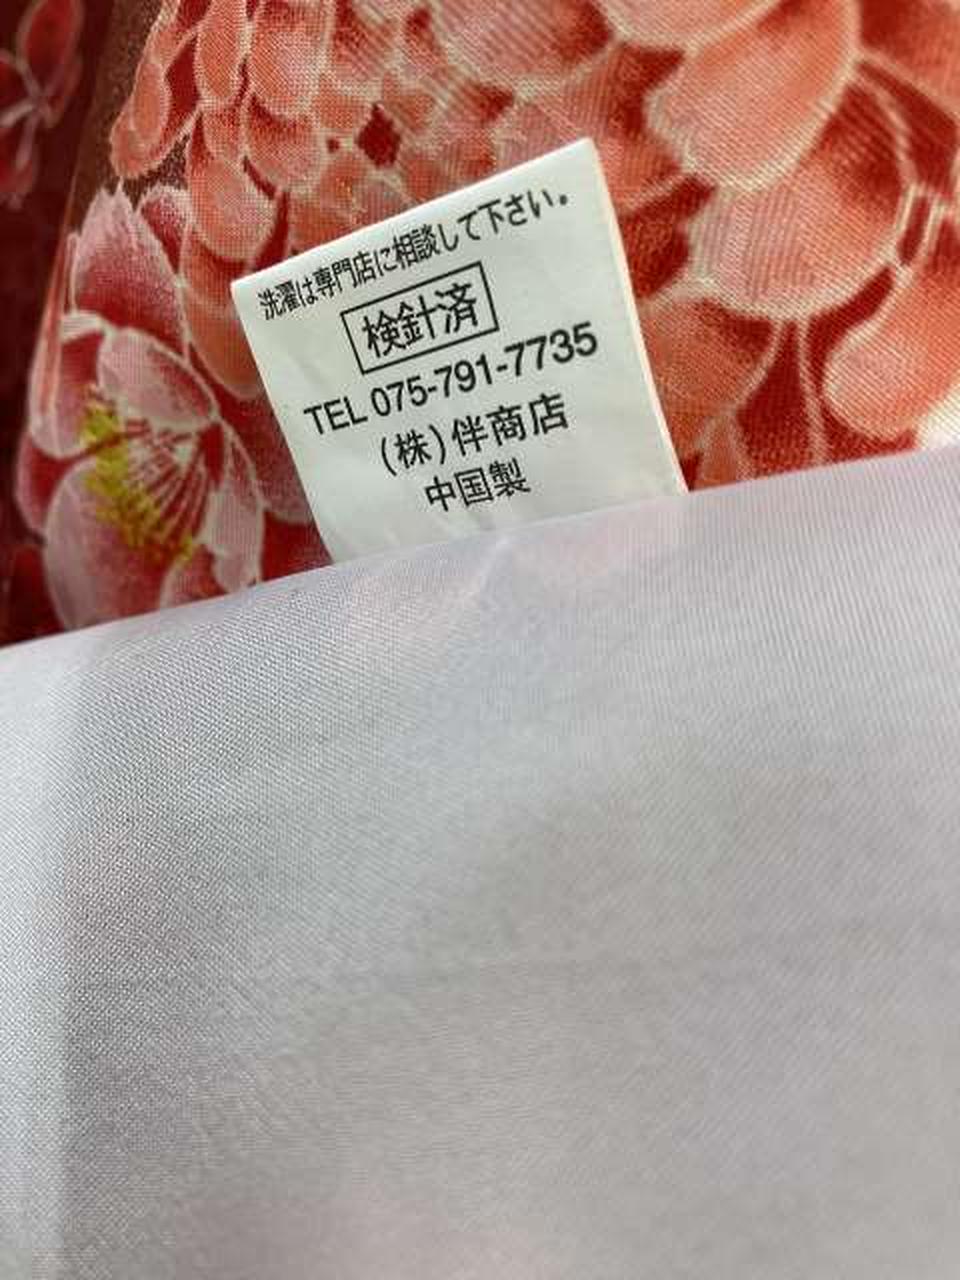 洗濯は専門店に相談して下さい。
検針済
TEL 075-791-7735
(株)伴商店
中国製